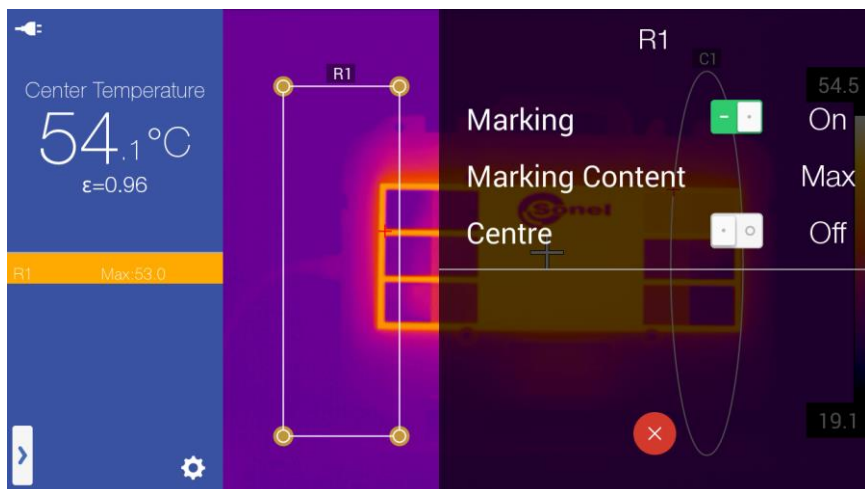 Center Temperature
54.1°C
ε=0.96
R1 Max:53.0
R1
R1
C1
54.5
Marking On
Marking Content Max
Sonel
Centre Off
19.1